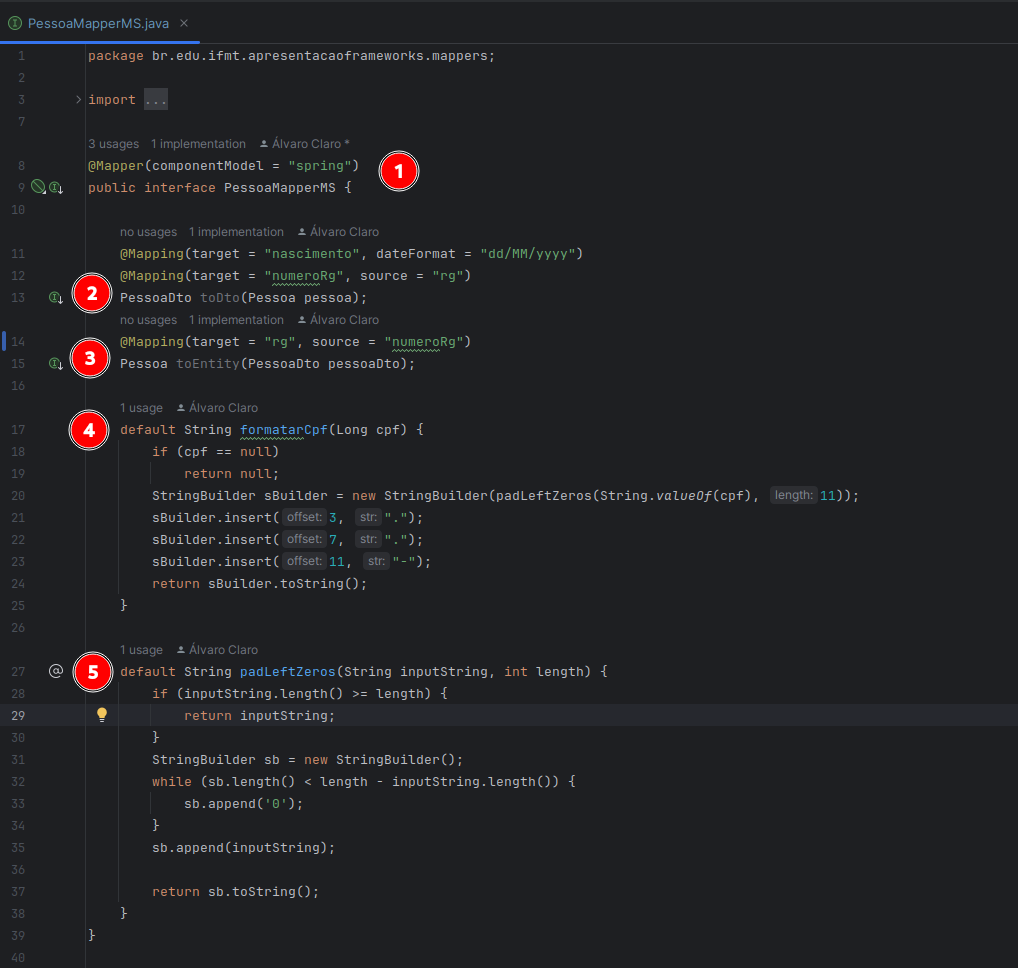 PessoaMapperMS.java
1 package br.edu.ifmt.apresentacaoframeworks.mappers;
2
3 import ...
7
3 usages 1 implementation Álvaro Claro *
8 @Mapper(componentModel = "spring") 1
9 public interface PessoaMapperMS {
10
no usages 1 implementation Álvaro Claro
11 @Mapping(target = "nascimento", dateFormat = "dd/MM/yyyy")
12 @Mapping(target = "numeroRg", source = "rg")
13 2 PessoaDto toDto(Pessoa pessoa);
no usages 1 implementation Álvaro Claro
14 @Mapping(target = "rg", source = "numeroRg")
15 3 Pessoa toEntity(PessoaDto pessoaDto);
16
1 usage Álvaro Claro
17 4 default String formatarCpf(Long cpf) {
18 if (cpf == null)
19 return null;
20 StringBuilder sBuilder = new StringBuilder(padLeftZeros(String.valueOf(cpf), length: 11));
21 sBuilder.insert( offset: 3, str: ".");
22 sBuilder.insert( offset: 7, str: ".");
23 sBuilder.insert( offset: 11, str: "-");
24 return sBuilder.toString();
25 }
26
1 usage Álvaro Claro
27 @ 5 default String padLeftZeros(String inputString, int length) {
28 if (inputString.length() >= length) {
29 return inputString;
30 }
31 StringBuilder sb = new StringBuilder();
32 while (sb.length() < length - inputString.length()) {
33 sb.append('0');
34 }
35 sb.append(inputString);
36
37 return sb.toString();
38 }
39 }
40